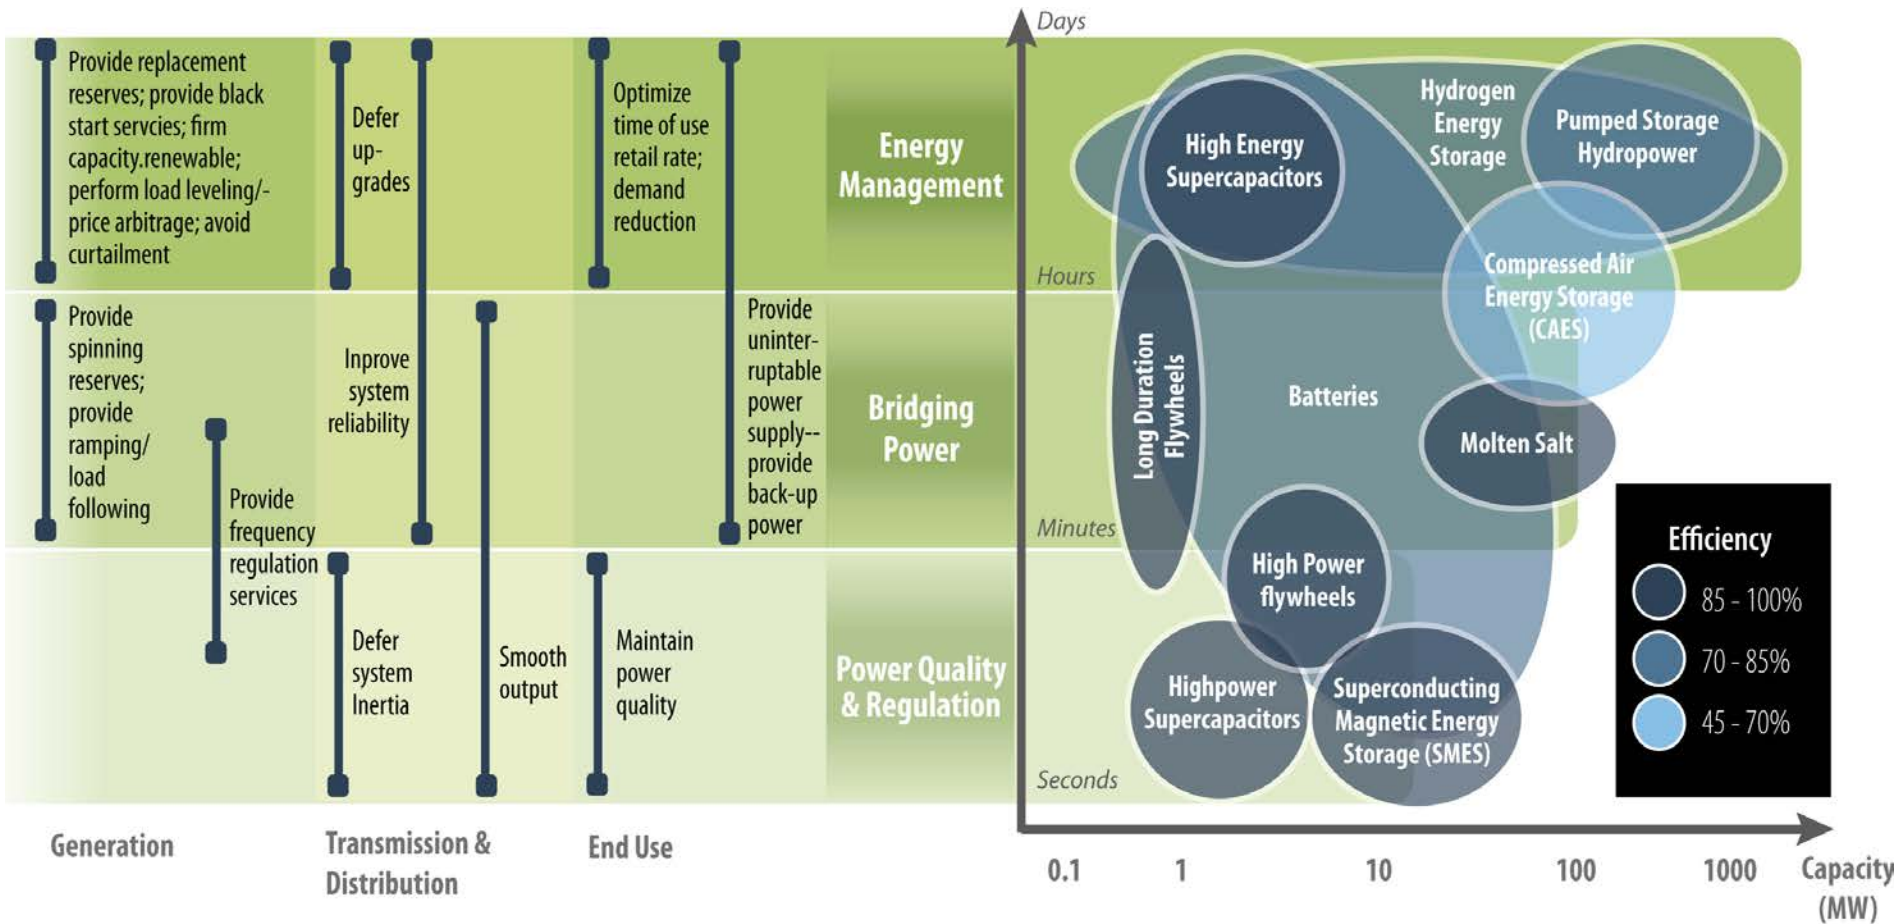 Provide replacement
reserves; provide black
start servcies; firm
capacity.renewable;
perform load leveling/-
price arbitrage; avoid
curtailment
Defer
up-
grades
Optimize
time of use
retail rate;
demand
reduction
Energy
Management
Provide
spinning
reserves;
provide
ramping/
load
following
Provide
frequency
regulation
services
Inprove
system
reliability
Provide
uninter-
ruptable
power
supply--
provide
back-up
power
Bridging
Power
Defer
system
Inertia
Smooth
output
Maintain
power
quality
Power Quality
& Regulation
Generation
Transmission &
Distribution
End Use
Days
Hours
Minutes
Seconds
High Energy
Supercapacitors
Hydrogen
Energy
Storage
Pumped Storage
Hydropower
Compressed Air
Energy Storage
(CAES)
Long Duration
Flywheels
Batteries
Molten Salt
High Power
flywheels
Highpower
Supercapacitors
Superconducting
Magnetic Energy
Storage (SMES)
Efficiency
85 - 100%
70 - 85%
45 - 70%
0.1 1 10 100 1000 Capacity
(MW)